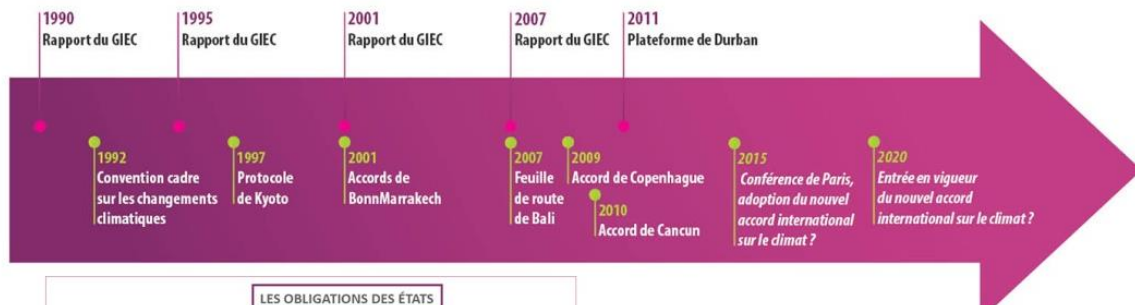 1990
Rapport du GIEC
1995
Rapport du GIEC
2001
Rapport du GIEC
2007
Rapport du GIEC
2011
Plateforme de Durban
1992
Convention cadre
sur les changements
climatiques
1997
Protocole
de Kyoto
2001
Accords de
BonnMarrakech
2007
Feuille
de route
de Bali
2009
Accord de Copenhague
2010
Accord de Cancun
2015
Conférence de Paris,
adoption du nouvel
accord international
sur le climat ?
2020
Entrée en vigueur
du nouvel accord
international sur le climat ?
LES OBLIGATIONS DES ÉTATS